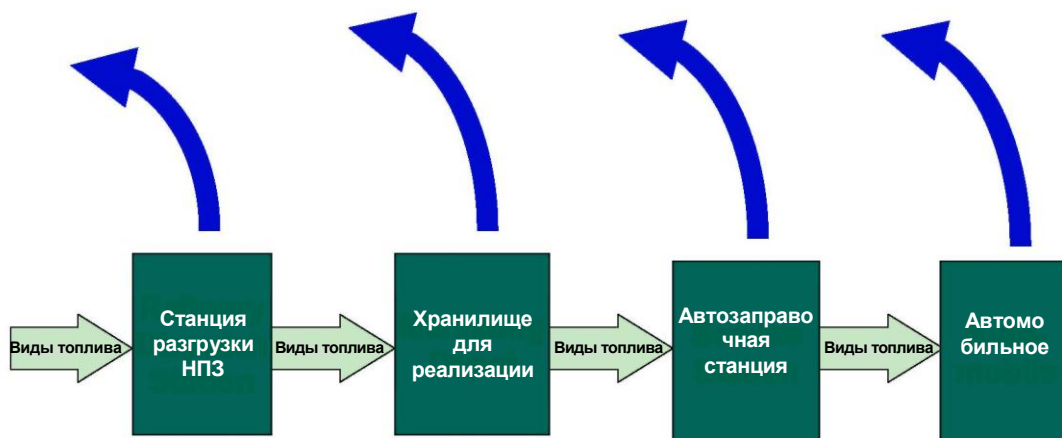 Виды топлива
Станция
разгрузки
НПЗ
Виды топлива
Хранилище
для
реализации
Виды топлива
Автозаправо
чная
станция
Виды топлива
Автомо
бильное